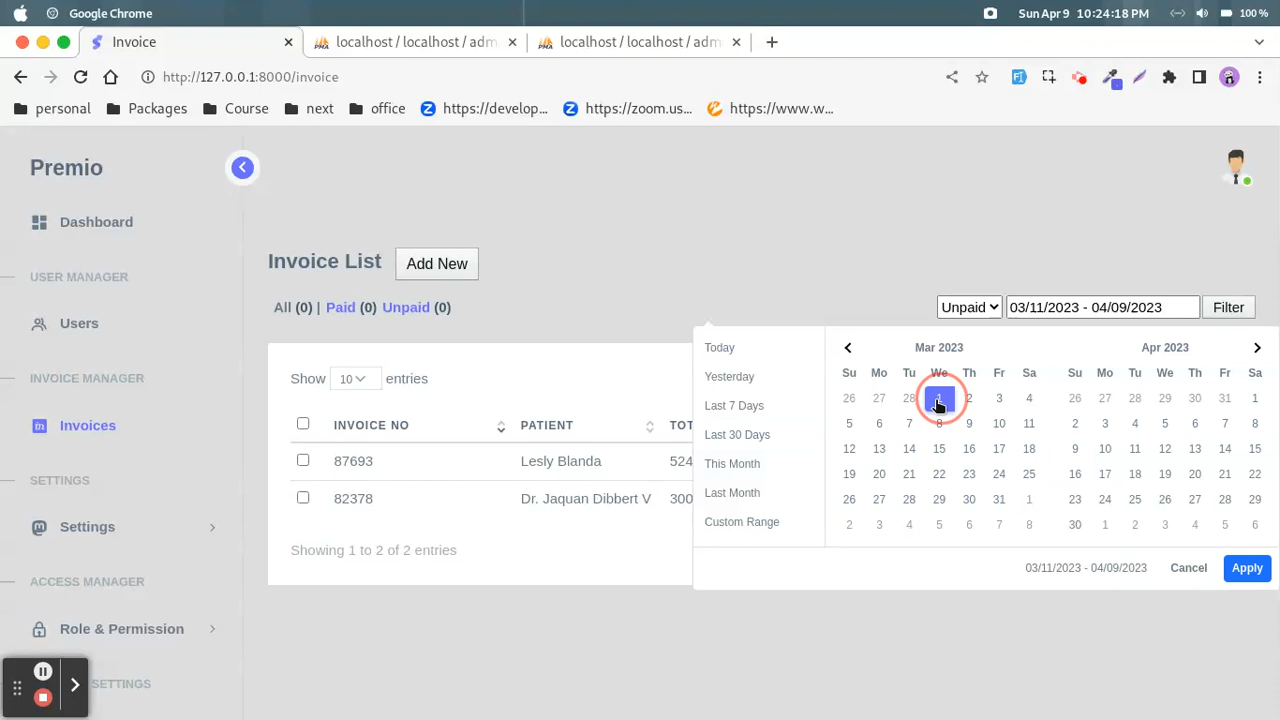 Google Chrome
Sun Apr 9 10:24:18 PM
100 %
Invoice
localhost / localhost / adm
localhost / localhost / adm
http://127.0.0.1:8000/invoice
personal
Packages
Course
next
office
https://develop...
https://zoom.us...
https://www.w...
Premio
Dashboard
USER MANAGER
Users
INVOICE MANAGER
Invoices
SETTINGS
Settings
ACCESS MANAGER
Role & Permission
SETTINGS
Invoice List
Add New
All (0) | Paid (0) Unpaid (0)
Unpaid
03/11/2023 - 04/09/2023
Filter
Show 10 entries
INVOICE NO PATIENT TOT
87693 Lesly Blanda 524
82378 Dr. Jaquan Dibbert V 300
Showing 1 to 2 of 2 entries
Today
Yesterday
Last 7 Days
Last 30 Days
This Month
Last Month
Custom Range
Mar 2023
Su Mo Tu We Th Fr Sa
26 27 28 1 2 3 4
5 6 7 8 9 10 11
12 13 14 15 16 17 18
19 20 21 22 23 24 25
26 27 28 29 30 31 1
2 3 4 5 6 7 8
Apr 2023
Su Mo Tu We Th Fr Sa
26 27 28 29 30 31 1
2 3 4 5 6 7 8
9 10 11 12 13 14 15
16 17 18 19 20 21 22
23 24 25 26 27 28 29
30 1 2 3 4 5 6
03/11/2023 - 04/09/2023
Cancel
Apply